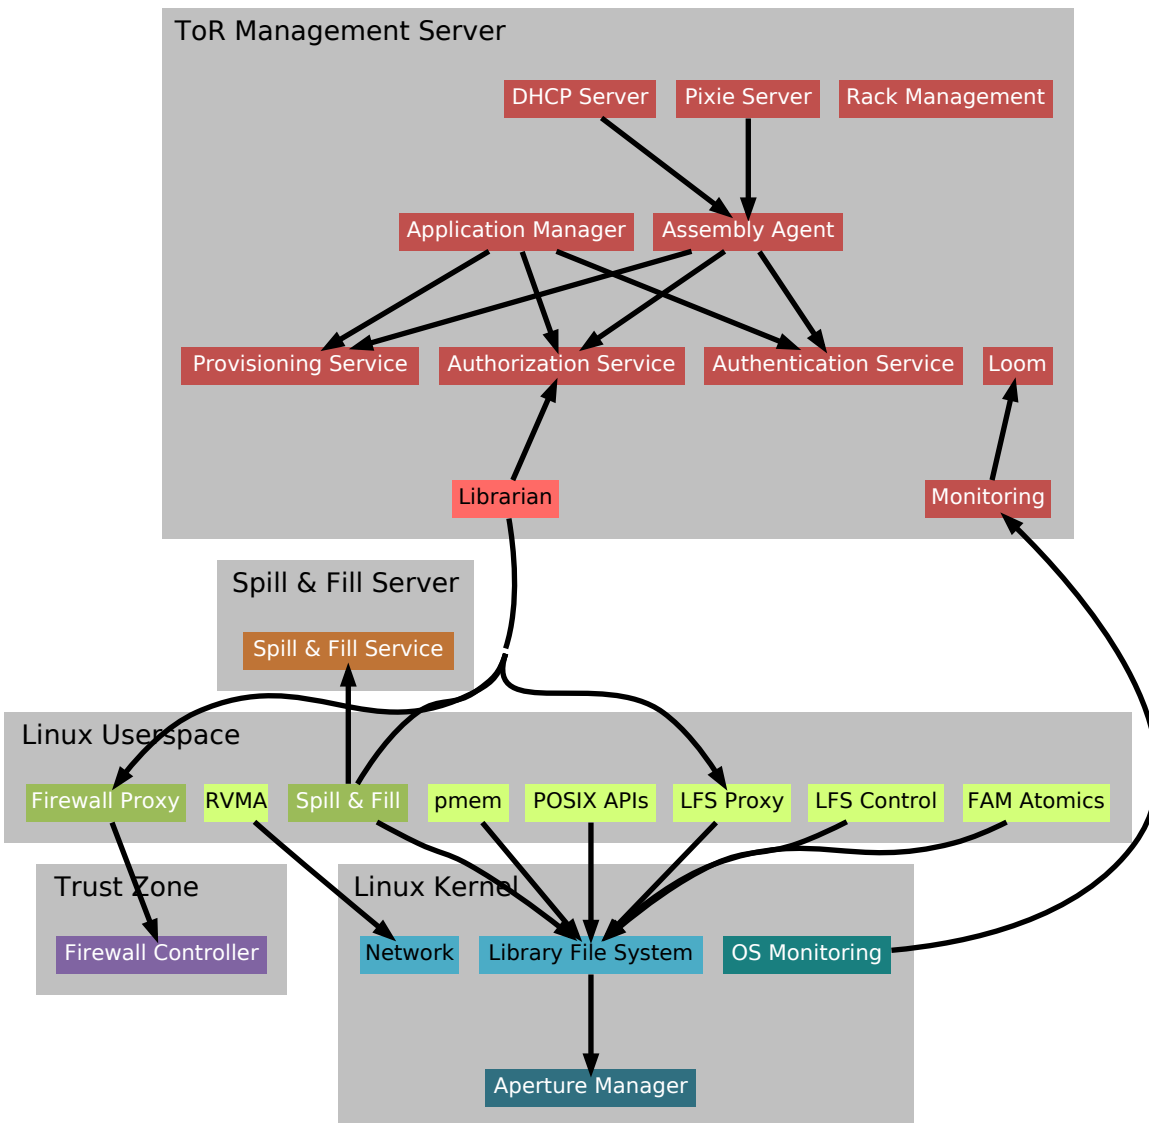 ToR Management Server
DHCP Server
Pixie Server
Rack Management
Application Manager
Assembly Agent
Provisioning Service
Authorization Service
Authentication Service
Loom
Librarian
Monitoring
Spill & Fill Server
Spill & Fill Service
Linux Userspace
Firewall Proxy
RVMA
Spill & Fill
pmem
POSIX APIs
LFS Proxy
LFS Control
FAM Atomics
Trust Zone
Linux Kernel
Firewall Controller
Network
Library File System
OS Monitoring
Aperture Manager